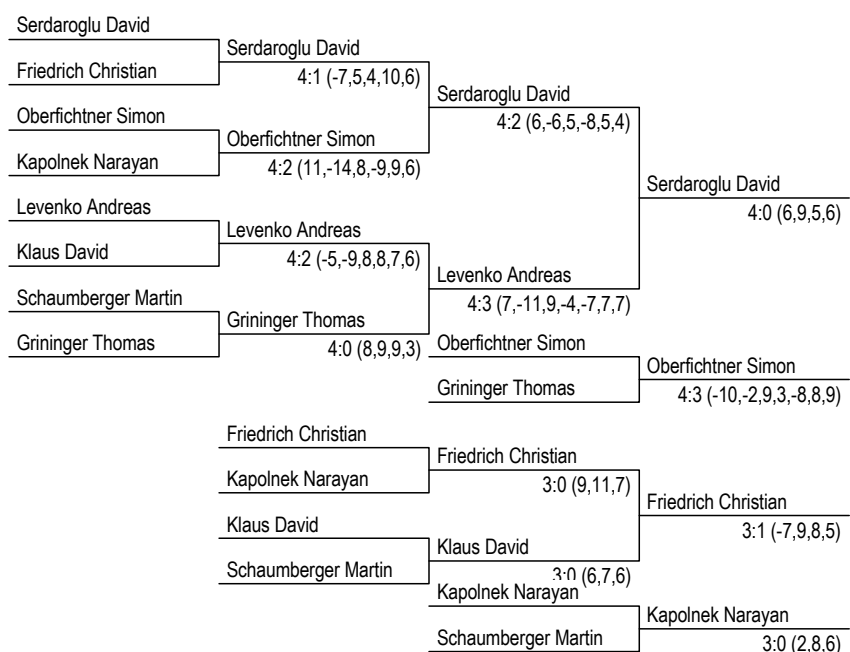 Serdaroglu David
Serdaroglu David
Friedrich Christian
4:1 (-7,5,4,10,6)
Serdaroglu David
Oberfichtner Simon
4:2 (6,-6,5,-8,5,4)
Oberfichtner Simon
Kapolnek Narayan
4:2 (11,-14,8,-9,9,6)
Serdaroglu David
Levenko Andreas
4:0 (6,9,5,6)
Levenko Andreas
Klaus David
4:2 (-5,-9,8,8,7,6)
Levenko Andreas
Schaumberger Martin
4:3 (7,-11,9,-4,-7,7,7)
Grininger Thomas
Grininger Thomas
4:0 (8,9,9,3)
Oberfichtner Simon
Oberfichtner Simon
Grininger Thomas
4:3 (-10,-2,9,3,-8,8,9)
Friedrich Christian
Friedrich Christian
Kapolnek Narayan
3:0 (9,11,7)
Friedrich Christian
Klaus David
3:1 (-7,9,8,5)
Klaus David
Schaumberger Martin
3:0 (6,7,6)
Kapolnek Narayan
Kapolnek Narayan
Schaumberger Martin
3:0 (2,8,6)